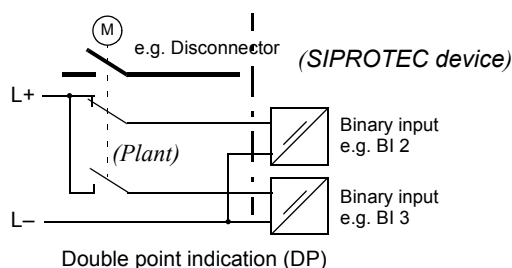 M
e.g. Disconnector
(SIPROTEC device)
L+
Binary input
e.g. BI 2
(Plant)
Binary input
e.g. BI 3
L–
Double point indication (DP)